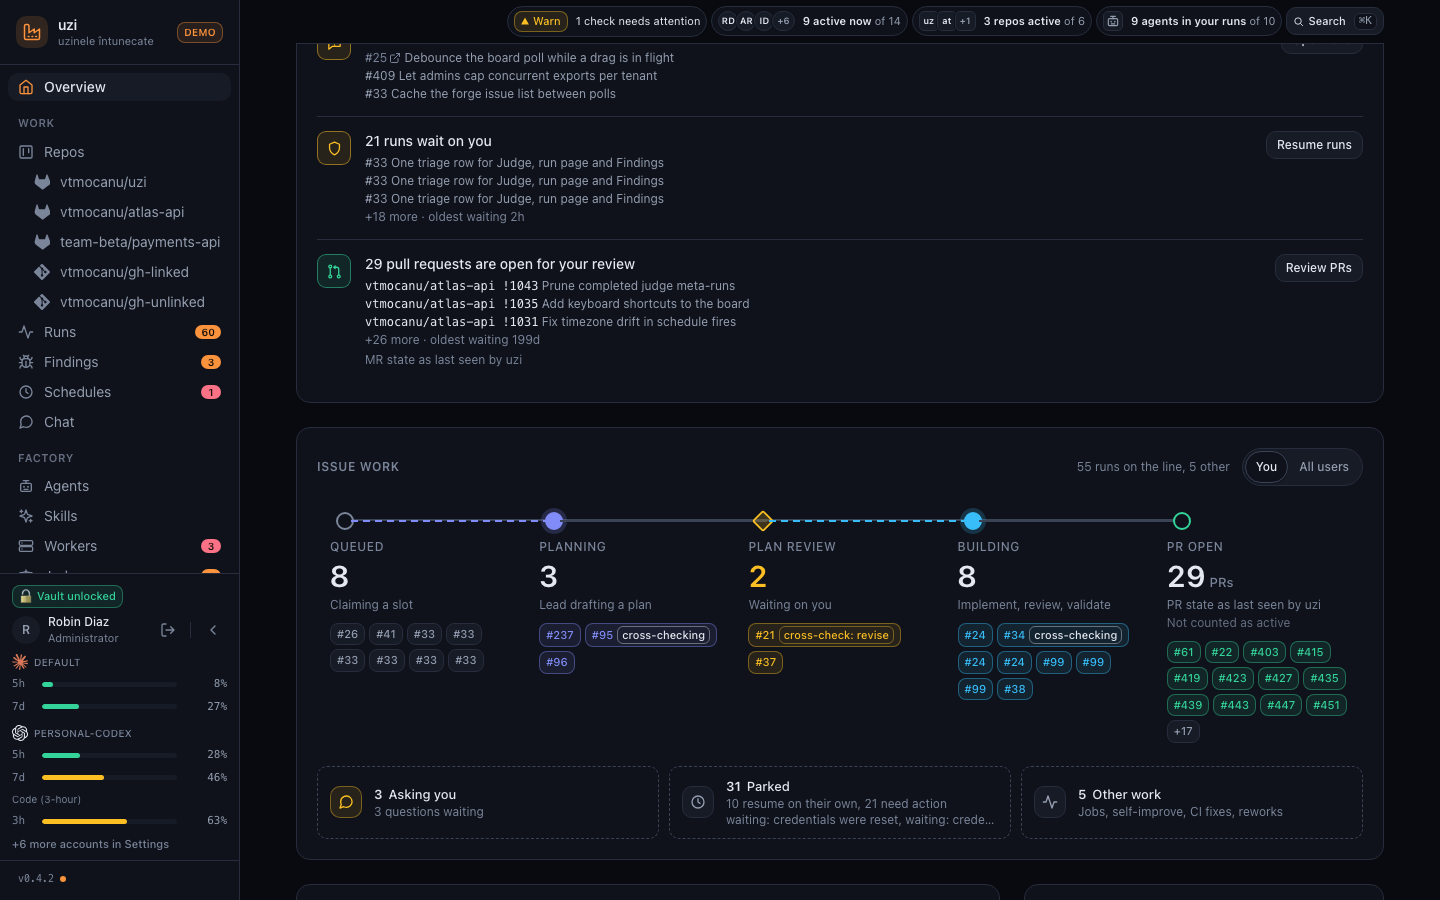 uzi
uzinele întunecate
DEMO
Overview
WORK
Repos
vtmocanu/uzi
vtmocanu/atlas-api
team-beta/payments-api
vtmocanu/gh-linked
vtmocanu/gh-unlinked
Runs 60
Findings 3
Schedules 1
Chat
FACTORY
Agents
Skills
Workers 3
Vault unlocked
R
Robin Diaz
Administrator
DEFAULT
5h 8%
7d 27%
PERSONAL-CODEX
5h 28%
7d 46%
Code (3-hour)
3h 63%
+6 more accounts in Settings
v0.4.2
Warn 1 check needs attention
RD AR ID +6 9 active now of 14
uz at +1 3 repos active of 6
9 agents in your runs of 10
Search ⌘K
#25 Debounce the board poll while a drag is in flight
#409 Let admins cap concurrent exports per tenant
#33 Cache the forge issue list between polls
21 runs wait on you
Resume runs
#33 One triage row for Judge, run page and Findings
#33 One triage row for Judge, run page and Findings
#33 One triage row for Judge, run page and Findings
+18 more · oldest waiting 2h
29 pull requests are open for your review
Review PRs
vtmocanu/atlas-api !1043 Prune completed judge meta-runs
vtmocanu/atlas-api !1035 Add keyboard shortcuts to the board
vtmocanu/atlas-api !1031 Fix timezone drift in schedule fires
+26 more · oldest waiting 199d
MR state as last seen by uzi
ISSUE WORK
55 runs on the line, 5 other
You
All users
QUEUED
8
Claiming a slot
#26 #41 #33 #33
#33 #33 #33 #33
PLANNING
3
Lead drafting a plan
#237 #95 cross-checking
#96
PLAN REVIEW
2
Waiting on you
#21 cross-check: revise
#37
BUILDING
8
Implement, review, validate
#24 #34 cross-checking
#24 #24 #99 #99
#99 #38
PR OPEN
29 PRs
PR state as last seen by uzi
Not counted as active
#61 #22 #403 #415
#419 #423 #427 #435
#439 #443 #447 #451
+17
3 Asking you
3 questions waiting
31 Parked
10 resume on their own, 21 need action
waiting: credentials were reset, waiting: crede...
5 Other work
Jobs, self-improve, CI fixes, reworks